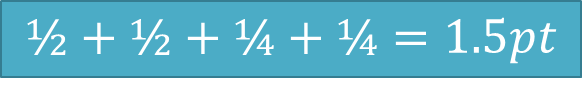 ½ + ½ + ¼ + ¼ = 1.5pt